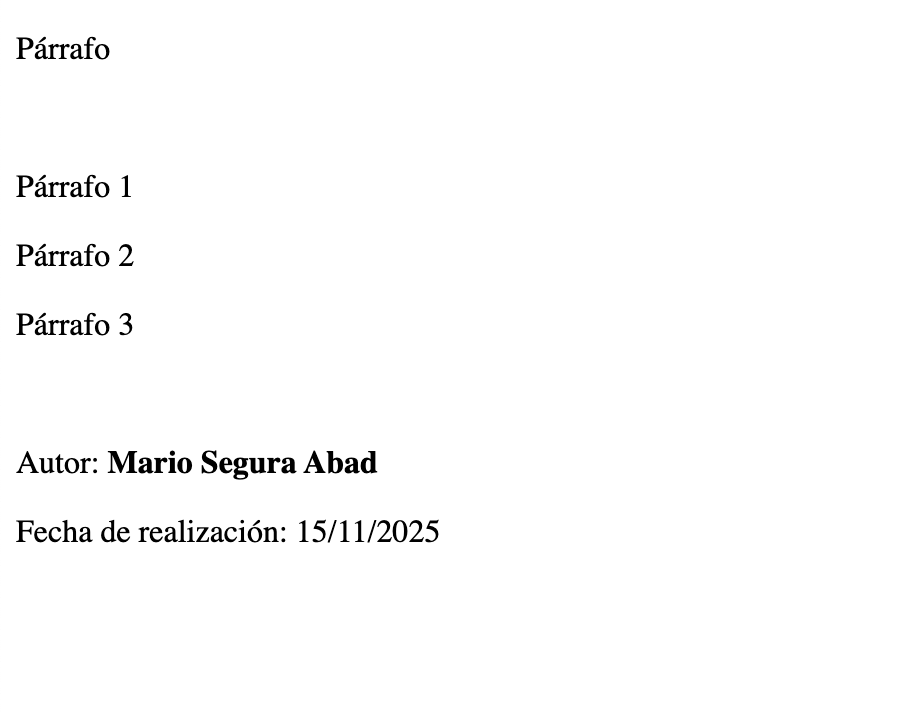 Párrafo
Párrafo 1
Párrafo 2
Párrafo 3
Autor: Mario Segura Abad
Fecha de realización: 15/11/2025